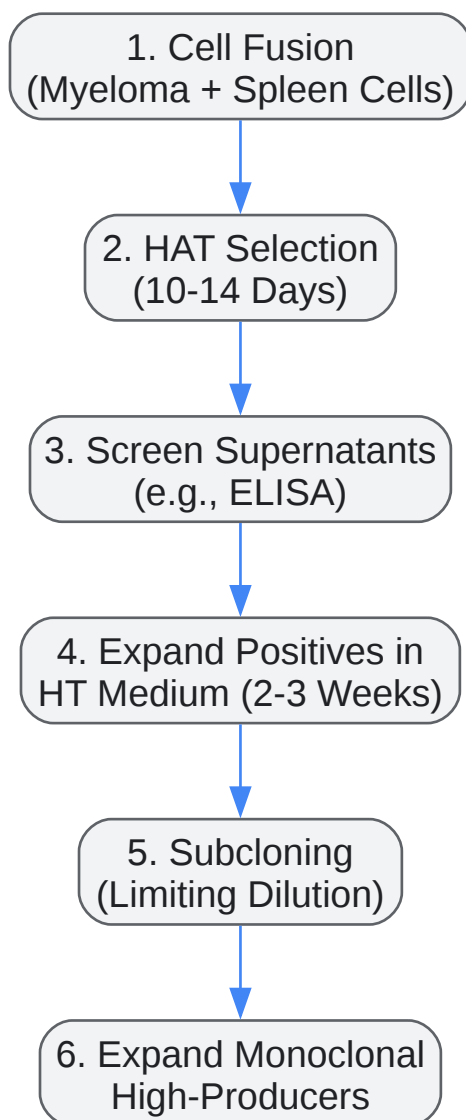 1. Cell Fusion
(Myeloma + Spleen Cells)
2. HAT Selection
(10-14 Days)
3. Screen Supernatants
(e.g., ELISA)
4. Expand Positives in
HT Medium (2-3 Weeks)
5. Subcloning
(Limiting Dilution)
6. Expand Monoclonal
High-Producers